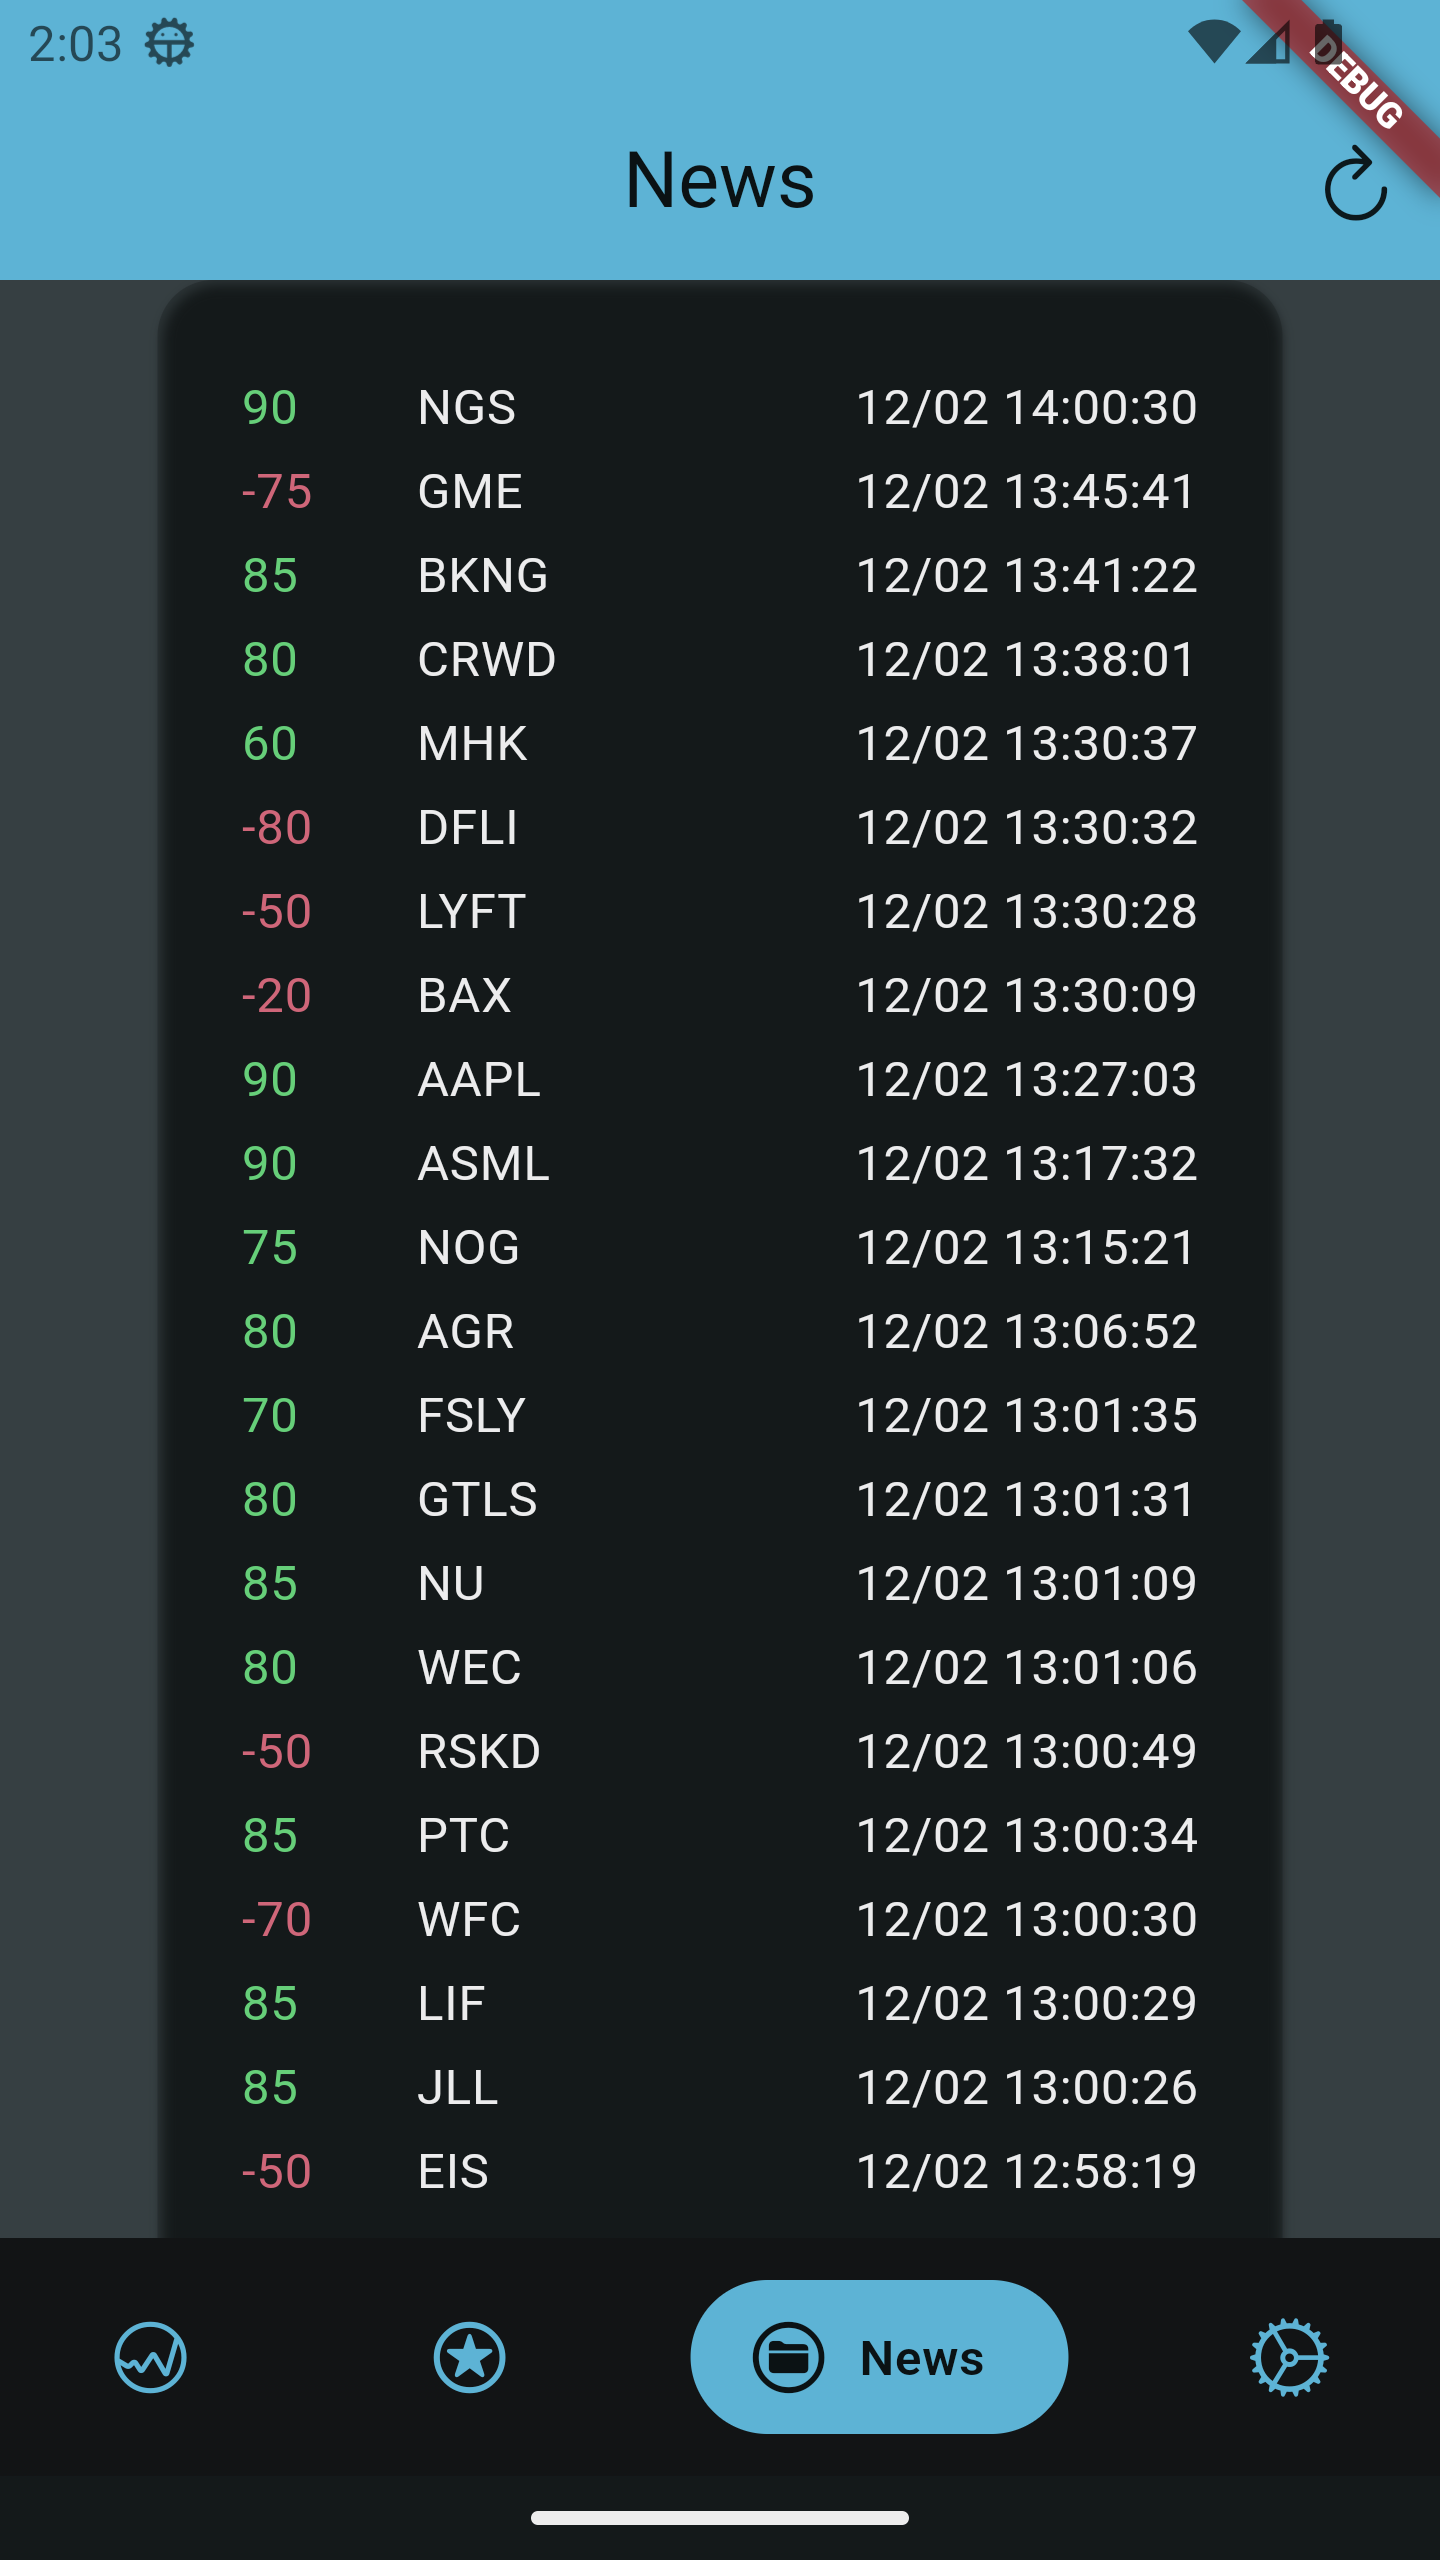 2:03
DEBUG
News
90 NGS 12/02 14:00:30
-75 GME 12/02 13:45:41
85 BKNG 12/02 13:41:22
80 CRWD 12/02 13:38:01
60 MHK 12/02 13:30:37
-80 DFLI 12/02 13:30:32
-50 LYFT 12/02 13:30:28
-20 BAX 12/02 13:30:09
90 AAPL 12/02 13:27:03
90 ASML 12/02 13:17:32
75 NOG 12/02 13:15:21
80 AGR 12/02 13:06:52
70 FSLY 12/02 13:01:35
80 GTLS 12/02 13:01:31
85 NU 12/02 13:01:09
80 WEC 12/02 13:01:06
-50 RSKD 12/02 13:00:49
85 PTC 12/02 13:00:34
-70 WFC 12/02 13:00:30
85 LIF 12/02 13:00:29
85 JLL 12/02 13:00:26
-50 EIS 12/02 12:58:19
News